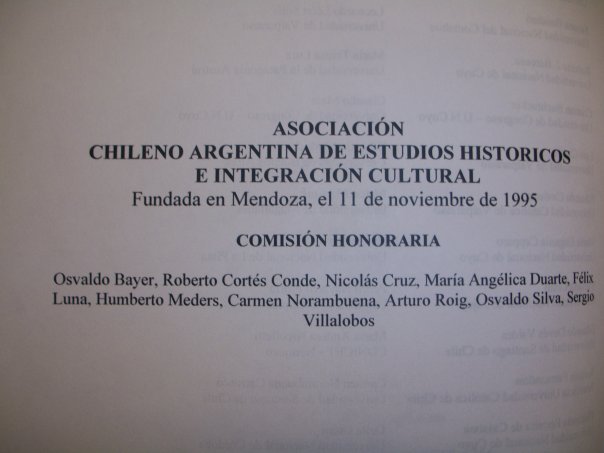 ASOCIACIÓN
CHILENO ARGENTINA DE ESTUDIOS HISTORICOS
E INTEGRACIÓN CULTURAL
Fundada en Mendoza, el 11 de noviembre de 1995
COMISIÓN HONORARIA
Osvaldo Bayer, Roberto Cortés Conde, Nicolás Cruz, María Angélica Duarte, Félix
Luna, Humberto Meders, Carmen Norambuena, Arturo Roig, Osvaldo Silva, Sergio
Villalobos